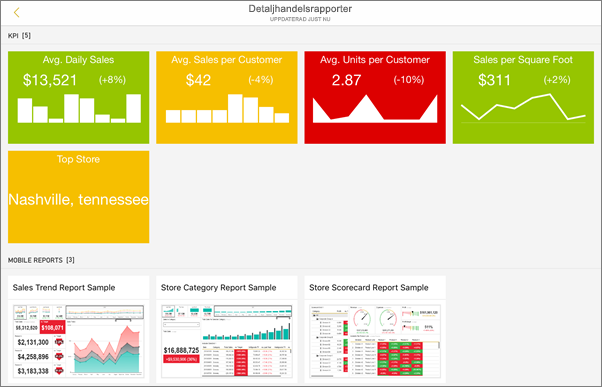 Detaljhandelsrapporter
UPPDATERAD JUST NU
KPI [5]
Avg. Daily Sales
$13,521 (+8%)
Avg. Sales per Customer
$42 (-4%)
Avg. Units per Customer
2.87 (-10%)
Sales per Square Foot
$311 (+2%)
Top Store
Nashville, tennessee
MOBILE REPORTS [3]
Sales Trend Report Sample
Store Category Report Sample
Store Scorecard Report Sample
$8,312,920 $108,071
$2,131,300
$4,258,896
$3,183,338
$16,888,725